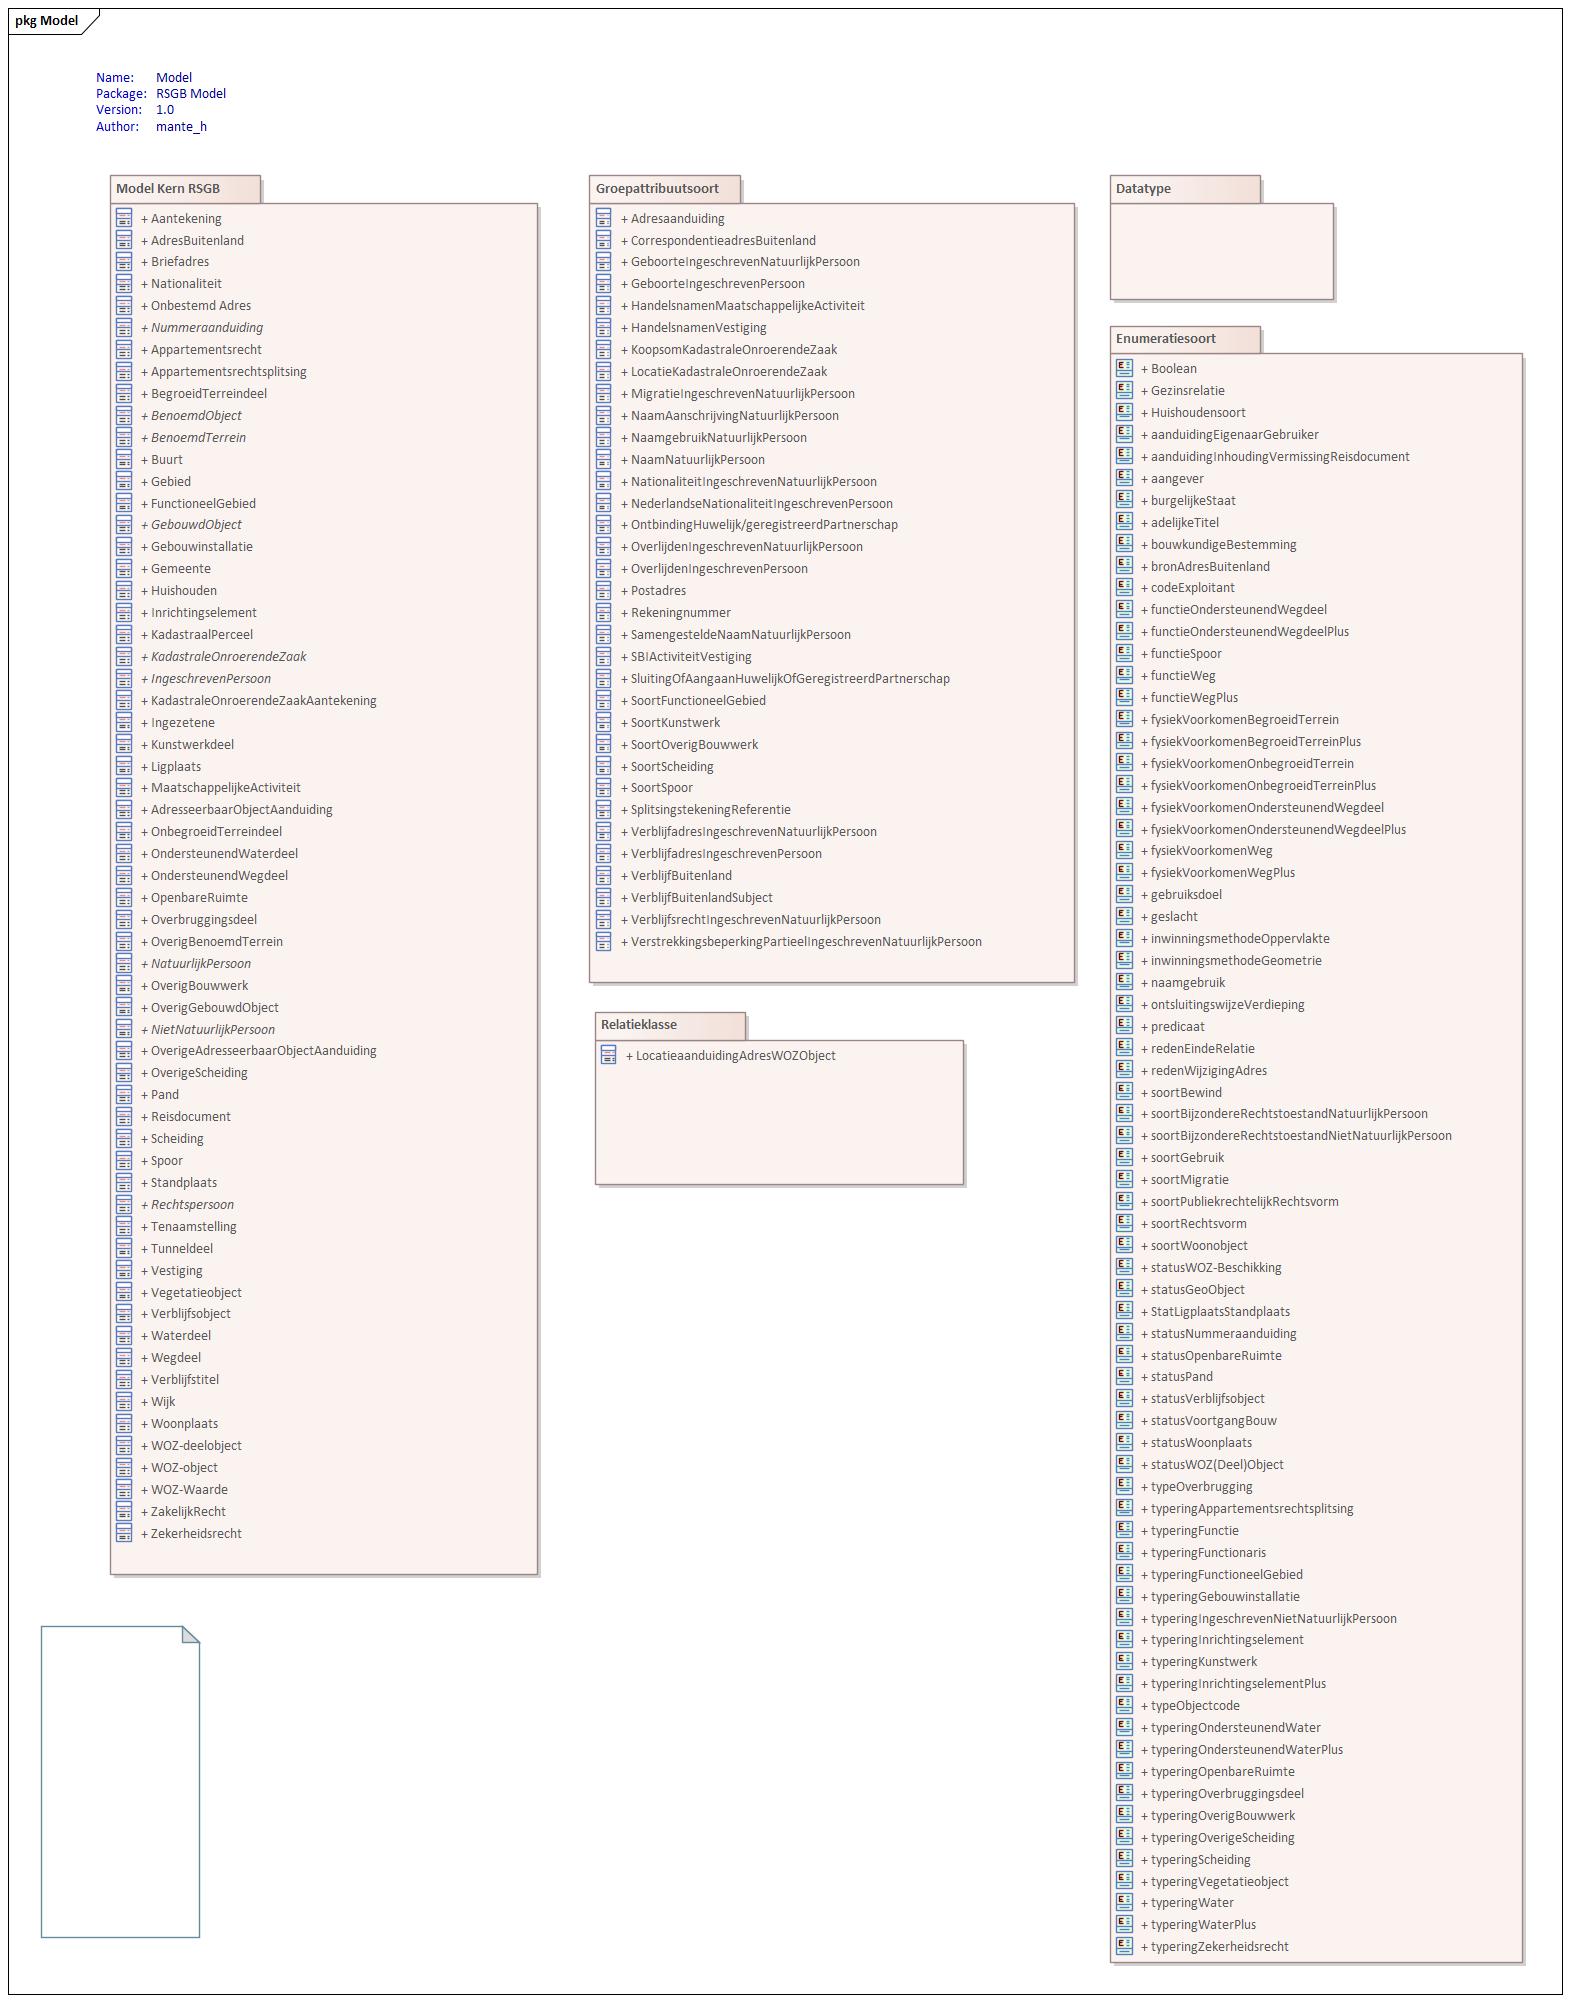 pkg Model
Name: Model
Package: RSGB Model
Version: 1.0
Author: mante_h
Model Kern RSGB
+ Aantekening
+ AdresBuitenland
+ Briefadres
+ Nationaliteit
+ Onbestemd Adres
+ Nummeraanduiding
+ Appartementsrecht
+ Appartementsrechtsplitsing
+ BegroeidTerreindeel
+ BenoemdObject
+ BenoemdTerrein
+ Buurt
+ Gebied
+ FunctioneelGebied
+ GebouwdObject
+ Gebouwinstallatie
+ Gemeente
+ Huishouden
+ Inrichtingselement
+ KadastraalPerceel
+ KadastraleOnroerendeZaak
+ IngeschrevenPersoon
+ KadastraleOnroerendeZaakAantekening
+ Ingezetene
+ Kunstwerkdeel
+ Ligplaats
+ MaatschappelijkeActiviteit
+ AdresseerbaarObjectAanduiding
+ OnbegroeidTerreindeel
+ OndersteunendWaterdeel
+ OndersteunendWegdeel
+ OpenbareRuimte
+ Overbruggingsdeel
+ OverigBenoemdTerrein
+ NatuurlijkPersoon
+ OverigBouwwerk
+ OverigGebouwdObject
+ NietNatuurlijkPersoon
+ OverigeAdresseerbaarObjectAanduiding
+ OverigeScheiding
+ Pand
+ Reisdocument
+ Scheiding
+ Spoor
+ Standplaats
+ Rechtspersoon
+ Tenaamstelling
+ Tunneldeel
+ Vestiging
+ Vegetatieobject
+ Verblijfsobject
+ Waterdeel
+ Wegdeel
+ Verblijfstitel
+ Wijk
+ Woonplaats
+ WOZ-deelobject
+ WOZ-object
+ WOZ-Waarde
+ ZakelijkRecht
+ Zekerheidsrecht
Groepattribuutsoort
+ Adresaanduiding
+ CorrespondentieadresBuitenland
+ GeboorteIngeschrevenNatuurlijkPersoon
+ GeboorteIngeschrevenPersoon
+ HandelsnamenMaatschappelijkeActiviteit
+ HandelsnamenVestiging
+ KoopsomKadastraleOnroerendeZaak
+ LocatieKadastraleOnroerendeZaak
+ MigratieIngeschrevenNatuurlijkPersoon
+ NaamAanschrijvingNatuurlijkPersoon
+ NaamgebruikNatuurlijkPersoon
+ NaamNatuurlijkPersoon
+ NationaliteitIngeschrevenNatuurlijkPersoon
+ NederlandseNationaliteitIngeschrevenPersoon
+ OntbindingHuwelijk/geregistreerdPartnerschap
+ OverlijdenIngeschrevenNatuurlijkPersoon
+ OverlijdenIngeschrevenPersoon
+ Postadres
+ Rekeningnummer
+ SamengesteldeNaamNatuurlijkPersoon
+ SBIActiviteitVestiging
+ SluitingOfAangaanHuwelijkOfGeregistreerdPartnerschap
+ SoortFunctioneelGebied
+ SoortKunstwerk
+ SoortOverigBouwwerk
+ SoortScheiding
+ SoortSpoor
+ SplitsingstekeningReferentie
+ VerblijfadresIngeschrevenNatuurlijkPersoon
+ VerblijfadresIngeschrevenPersoon
+ VerblijfBuitenland
+ VerblijfBuitenlandSubject
+ VerblijfsrechtIngeschrevenNatuurlijkPersoon
+ VerstrekkingsbeperkingPartieelIngeschrevenNatuurlijkPersoon
Relatieklasse
+ LocatieaanduidingAdresWOZObject
Datatype
Enumeratiesoort
+ Boolean
+ Gezinsrelatie
+ Huishoudensoort
+ aanduidingEigenaarGebruiker
+ aanduidingInhoudingVermissingReisdocument
+ aangever
+ burgelijkeStaat
+ adelijkeTitel
+ bouwkundigeBestemming
+ bronAdresBuitenland
+ codeExploitant
+ functieOndersteunendWegdeel
+ functieOndersteunendWegdeelPlus
+ functieSpoor
+ functieWeg
+ functieWegPlus
+ fysiekVoorkomenBegroeidTerrein
+ fysiekVoorkomenBegroeidTerreinPlus
+ fysiekVoorkomenOnbegroeidTerrein
+ fysiekVoorkomenOnbegroeidTerreinPlus
+ fysiekVoorkomenOndersteunendWegdeel
+ fysiekVoorkomenOndersteunendWegdeelPlus
+ fysiekVoorkomenWeg
+ fysiekVoorkomenWegPlus
+ gebruiksdoel
+ geslacht
+ inwinningsmethodeOppervlakte
+ inwinningsmethodeGeometrie
+ naamgebruik
+ ontsluitingswijzeVerdieping
+ predicaat
+ redenEindeRelatie
+ redenWijzigingAdres
+ soortBewind
+ soortBijzondereRechtstoestandNatuurlijkPersoon
+ soortBijzondereRechtstoestandNietNatuurlijkPersoon
+ soortGebruik
+ soortMigratie
+ soortPubliekrechtelijkRechtsvorm
+ soortRechtsvorm
+ soortWoonobject
+ statusWOZ-Beschikking
+ statusGeoObject
+ StatLigplaatsStandplaats
+ statusNummeraanduiding
+ statusOpenbareRuimte
+ statusPand
+ statusVerblijfsobject
+ statusVoortgangBouw
+ statusWoonplaats
+ statusWOZ(Deel)Object
+ typeOverbrugging
+ typeringAppartementsrechtsplitsing
+ typeringFunctie
+ typeringFunctionaris
+ typeringFunctioneelGebied
+ typeringGebouwinstallatie
+ typeringIngeschrevenNietNatuurlijkPersoon
+ typeringInrichtingselement
+ typeringKunstwerk
+ typeringInrichtingselementPlus
+ typeObjectcode
+ typeringOndersteunendWater
+ typeringOndersteunendWaterPlus
+ typeringOpenbareRuimte
+ typeringOverbruggingsdeel
+ typeringOverigBouwwerk
+ typeringOverigeScheiding
+ typeringScheiding
+ typeringVegetatieobject
+ typeringWater
+ typeringWaterPlus
+ typeringZekerheidsrecht